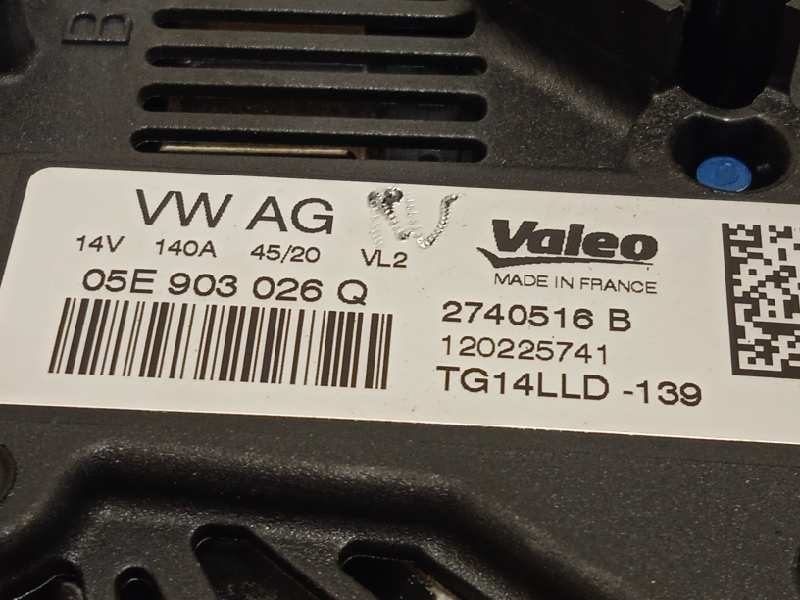 B
VW AG
14V 140A 45/20 VL2
05E 903 026 Q
Valeo
MADE IN FRANCE
2740516 B
120225741
TG14LLD -139